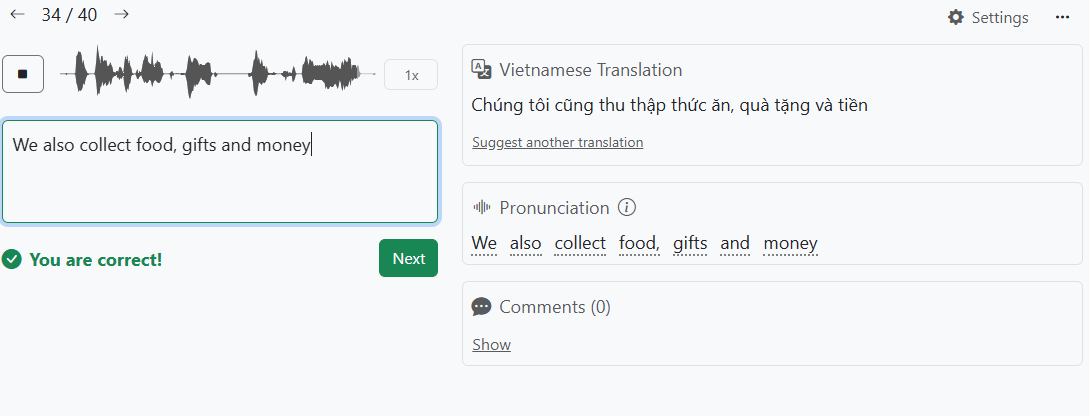 34 / 40
Settings
1x
We also collect food, gifts and money
You are correct!
Next
Vietnamese Translation
Chúng tôi cũng thu thập thức ăn, quà tặng và tiền
Suggest another translation
Pronunciation
We also collect food, gifts and money
Comments (0)
Show